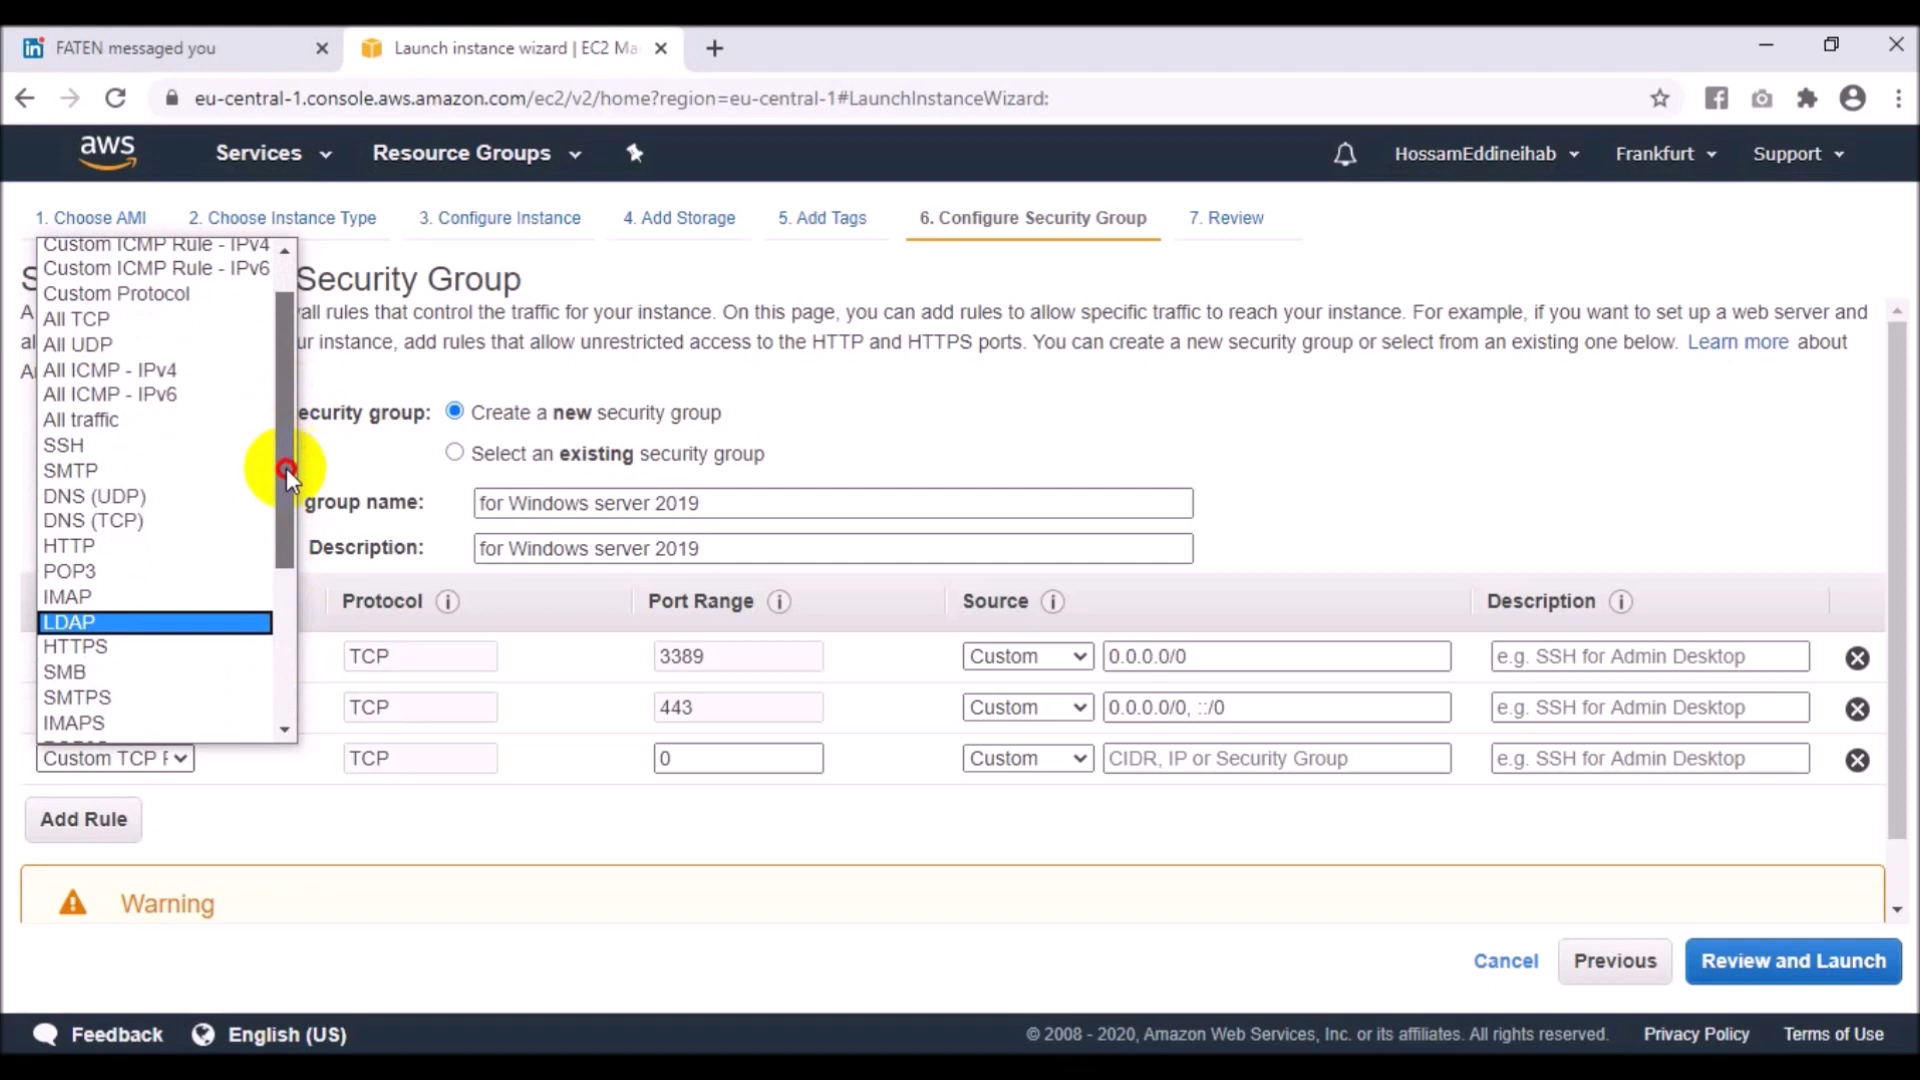 FATEN messaged you
Launch instance wizard | EC2 Ma
eu-central-1.console.aws.amazon.com/ec2/v2/home?region=eu-central-1#LaunchInstanceWizard:
aws
Services
Resource Groups
HossamEddineihab
Frankfurt
Support
1. Choose AMI
2. Choose Instance Type
3. Configure Instance
4. Add Storage
5. Add Tags
6. Configure Security Group
7. Review
Custom ICMP Rule - IPv4
Custom ICMP Rule - IPv6
Custom Protocol
All TCP
All UDP
All ICMP - IPv4
All ICMP - IPv6
All traffic
SSH
SMTP
DNS (UDP)
DNS (TCP)
HTTP
POP3
IMAP
LDAP
HTTPS
SMB
SMTPS
IMAPS
Security Group
all rules that control the traffic for your instance. On this page, you can add rules to allow specific traffic to reach your instance. For example, if you want to set up a web server and
ur instance, add rules that allow unrestricted access to the HTTP and HTTPS ports. You can create a new security group or select from an existing one below. Learn more about
ecurity group:
Create a new security group
Select an existing security group
group name:
for Windows server 2019
Description:
for Windows server 2019
Protocol
Port Range
Source
Description
TCP
3389
Custom
0.0.0.0/0
e.g. SSH for Admin Desktop
TCP
443
Custom
0.0.0.0/0, ::/0
e.g. SSH for Admin Desktop
Custom TCP F
TCP
0
Custom
CIDR, IP or Security Group
e.g. SSH for Admin Desktop
Add Rule
Warning
Cancel
Previous
Review and Launch
Feedback
English (US)
© 2008 - 2020, Amazon Web Services, Inc. or its affiliates. All rights reserved.
Privacy Policy
Terms of Use